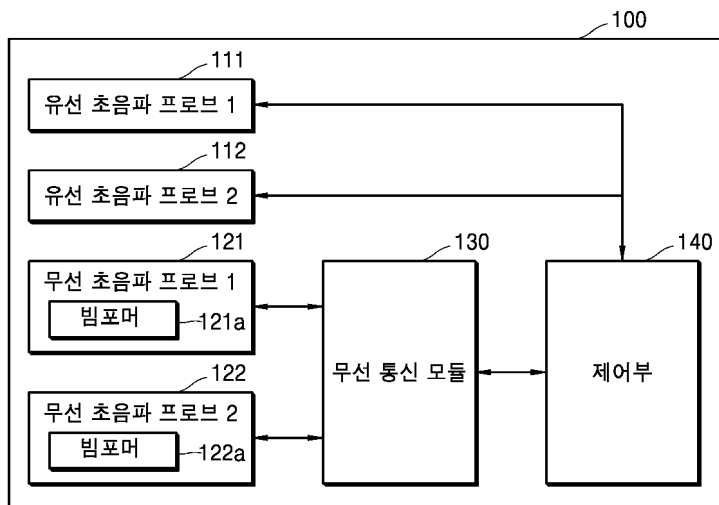 100
111
유선 초음파 프로브 1
112
유선 초음파 프로브 2
121
무선 초음파 프로브 1
빔포머
121a
122
무선 초음파 프로브 2
빔포머
122a
130
무선 통신 모듈
140
제어부